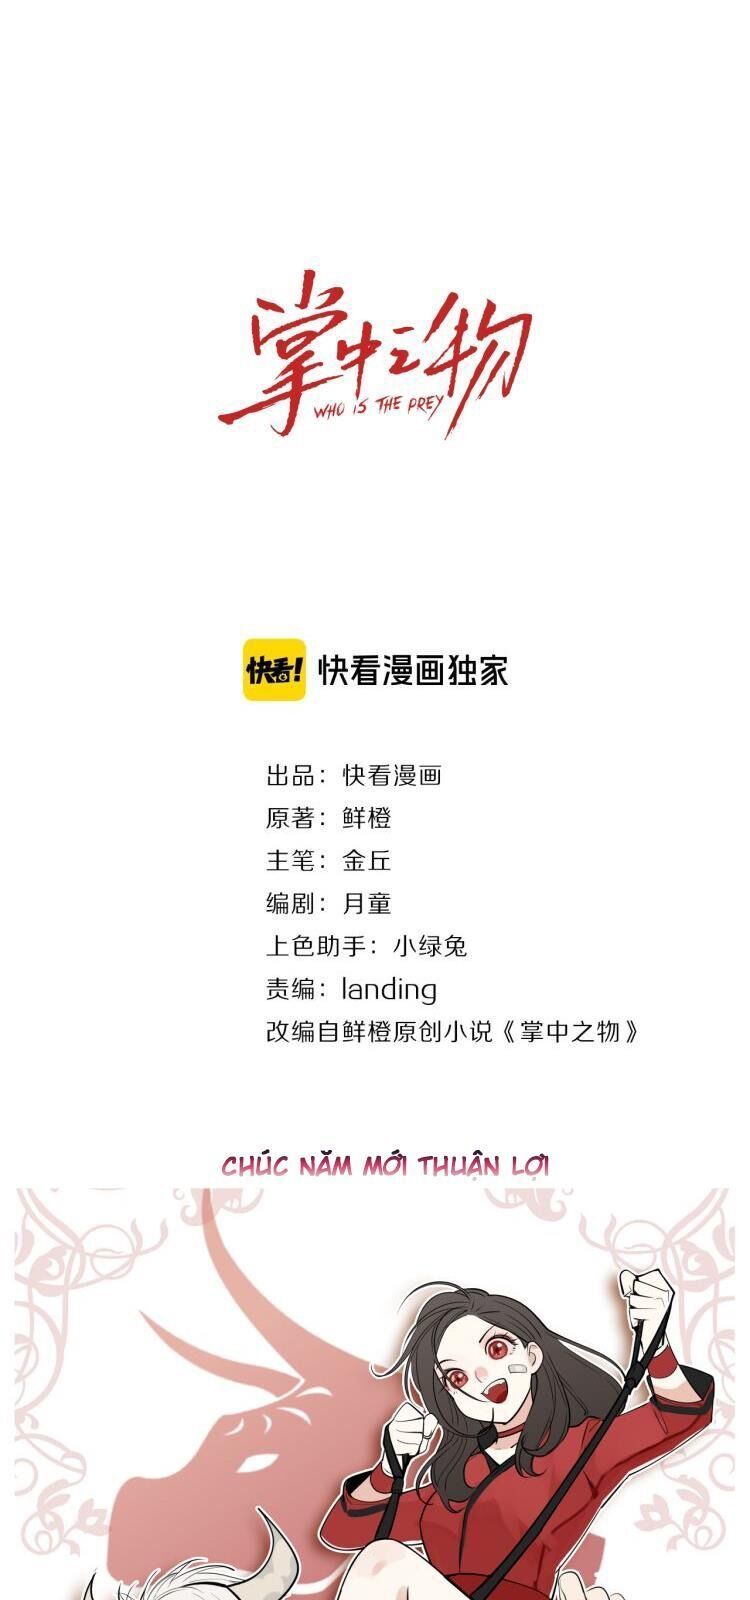 掌中之物
WHO IS THE PREY
快看! 快看漫画独家
出品：快看漫画
原著：鲜橙
主笔：金丘
编剧：月童
上色助手：小绿兔
责编：landing
改编自鲜橙原创小说《掌中之物》
CHÚC NĂM MỚI THUẬN LỢI